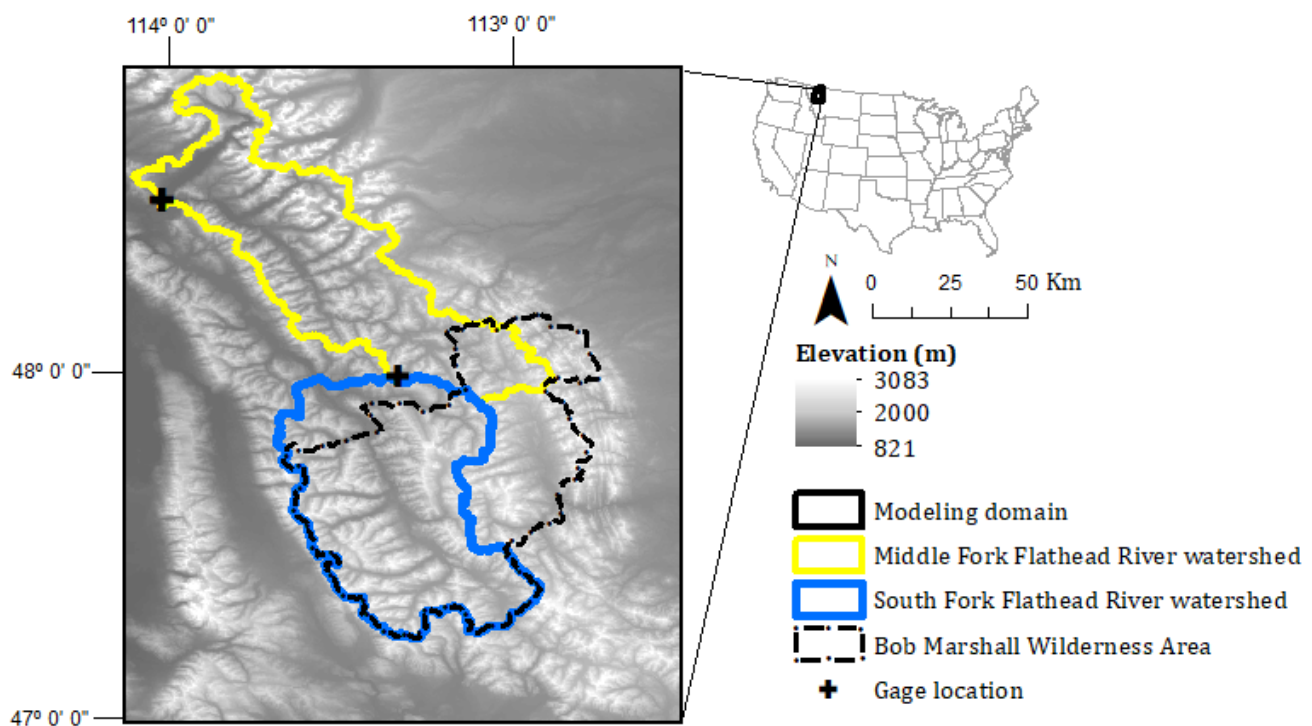 114º 0' 0"
113º 0' 0"
48º 0' 0"
47º 0' 0"
N
0 25 50 Km
Elevation (m)
3083
2000
821
Modeling domain
Middle Fork Flathead River watershed
South Fork Flathead River watershed
Bob Marshall Wilderness Area
Gage location